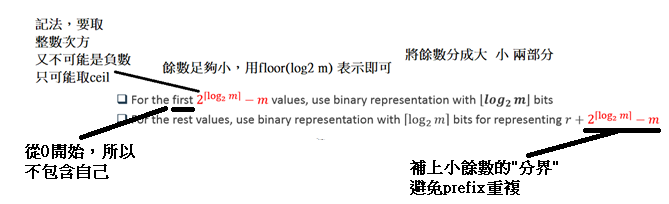 記法，要取
整數次方
又不可能是負數
只可能取ceil
餘數足夠小，用floor(log2 m) 表示即可
將餘數分成大 小 兩部分
For the first 2^⌈log₂ m⌉ − m values, use binary representation with ⌊log₂ m⌋ bits
For the rest values, use binary representation with ⌈log₂ m⌉ bits for representing r + 2^⌈log₂ m⌉ − m
從0開始，所以
不包含自己
補上小餘數的"分界"
避免prefix重複